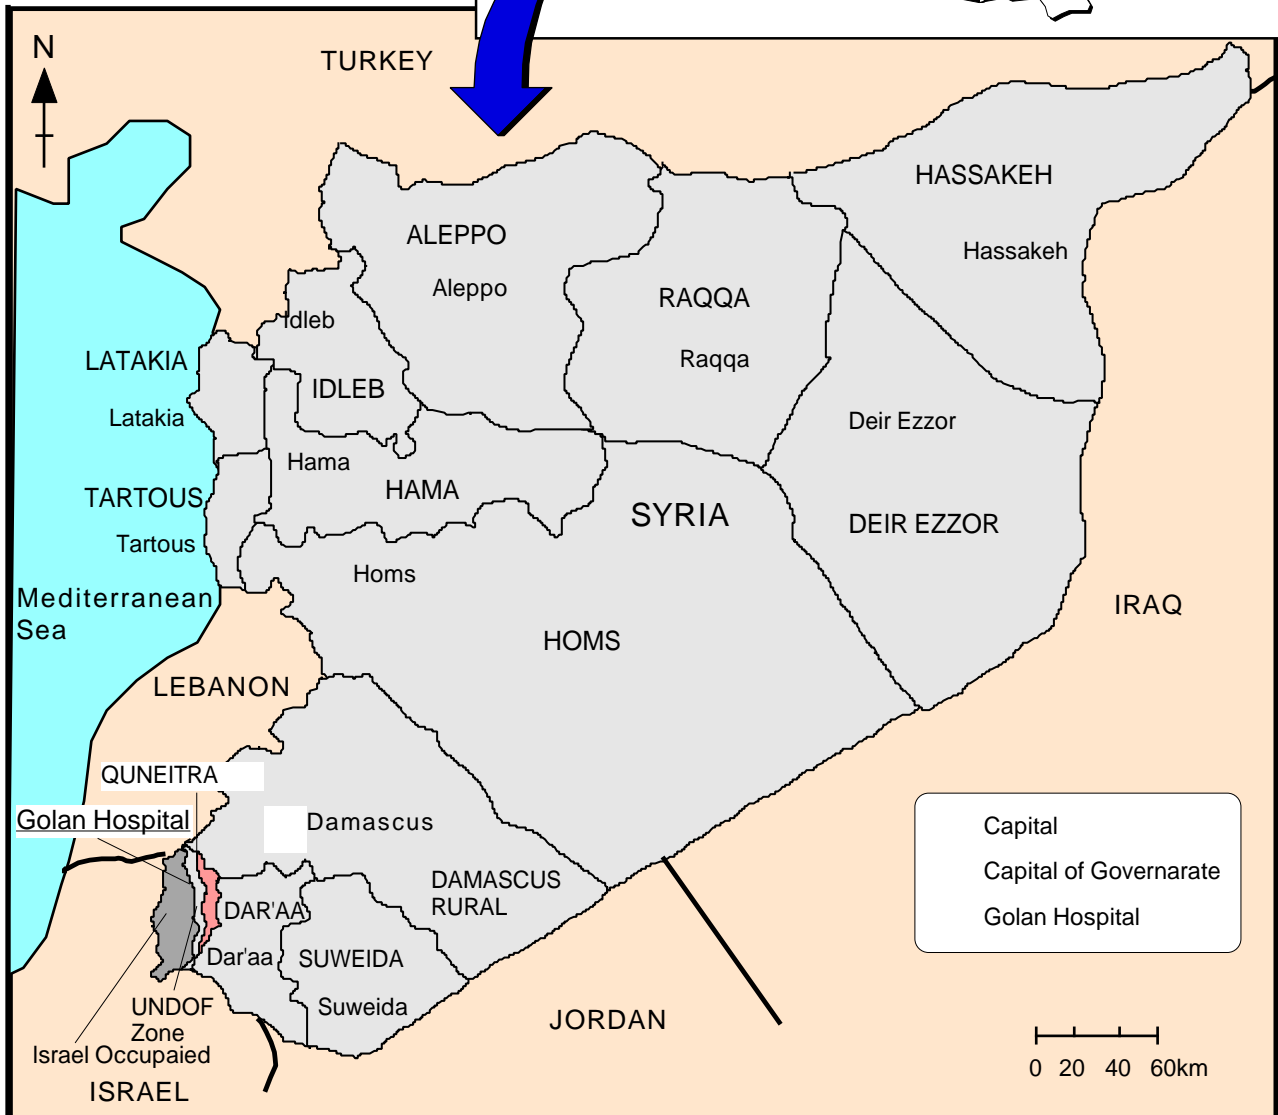 N
TURKEY
HASSAKEH
Hassakeh
ALEPPO
Aleppo
RAQQA
Raqqa
Idleb
IDLEB
LATAKIA
Latakia
Deir Ezzor
DEIR EZZOR
Hama
HAMA
TARTOUS
Tartous
SYRIA
Homs
HOMS
Mediterranean
Sea
IRAQ
LEBANON
QUNEITRA
Golan Hospital
Damascus
DAMASCUS
RURAL
DAR'AA
Dar'aa
SUWEIDA
Suweida
UNDOF
Zone
Israel Occupaied
ISRAEL
JORDAN
Capital
Capital of Governarate
Golan Hospital
0 20 40 60km